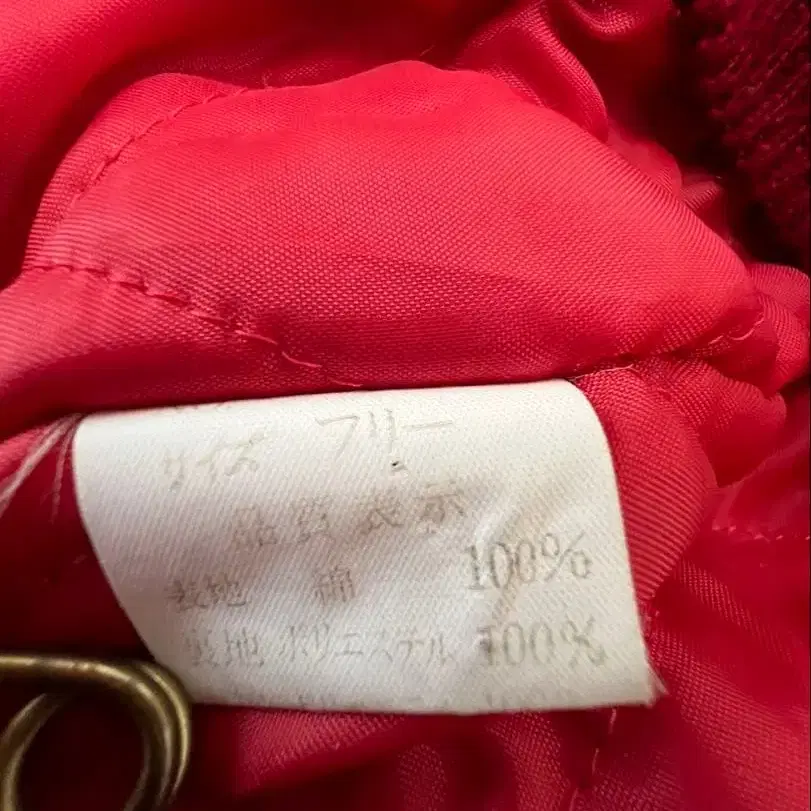 サイズ フリー
品質表示
表地 綿 100%
裏地 ポリエステル 100%